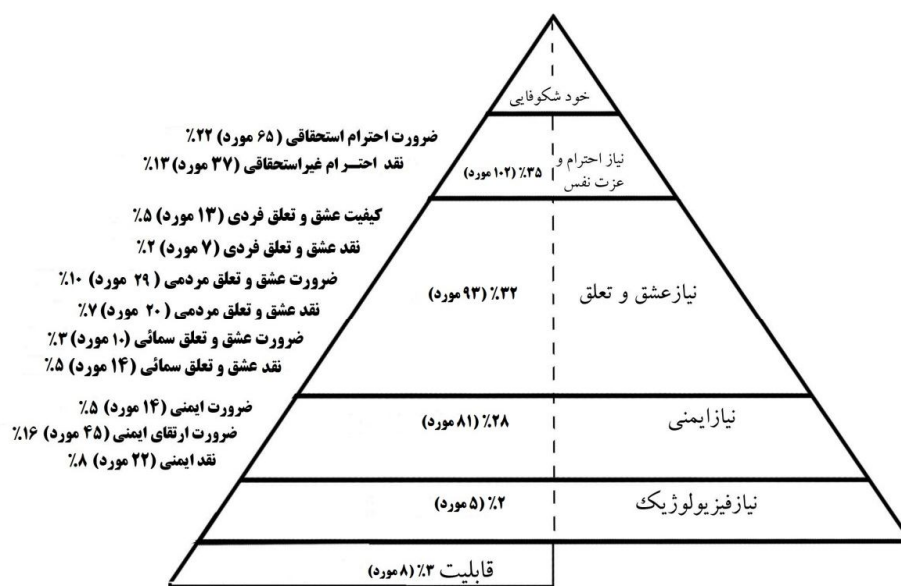 خود شکوفایی
ضرورت احترام استحقاقی (۶۵ مورد) ۲۲٪
نقد احترام غیراستحقاقی (۳۷ مورد) ۱۳٪
نیاز احترام و
عزت نفس
۳۵٪ (۱۰۲ مورد)
کیفیت عشق و تعلق فردی (۱۳ مورد) ۵٪
نقد عشق و تعلق فردی (۷ مورد) ۲٪
ضرورت عشق و تعلق مردمی (۲۹ مورد) ۱۰٪
نقد عشق و تعلق مردمی (۲۰ مورد) ۷٪
ضرورت عشق و تعلق سمائی (۱۰ مورد) ۳٪
نقد عشق و تعلق سمائی (۱۴ مورد) ۵٪
نیازعشق و تعلق
۳۲٪ (۹۳ مورد)
ضرورت ایمنی (۱۴ مورد) ۵٪
ضرورت ارتقای ایمنی (۴۵ مورد) ۱۶٪
نقد ایمنی (۲۲ مورد) ۸٪
نیازایمنی
۲۸٪ (۸۱ مورد)
نیازفیزیولوژیک
۲٪ (۵ مورد)
قابلیت ۳٪ (۸ مورد)